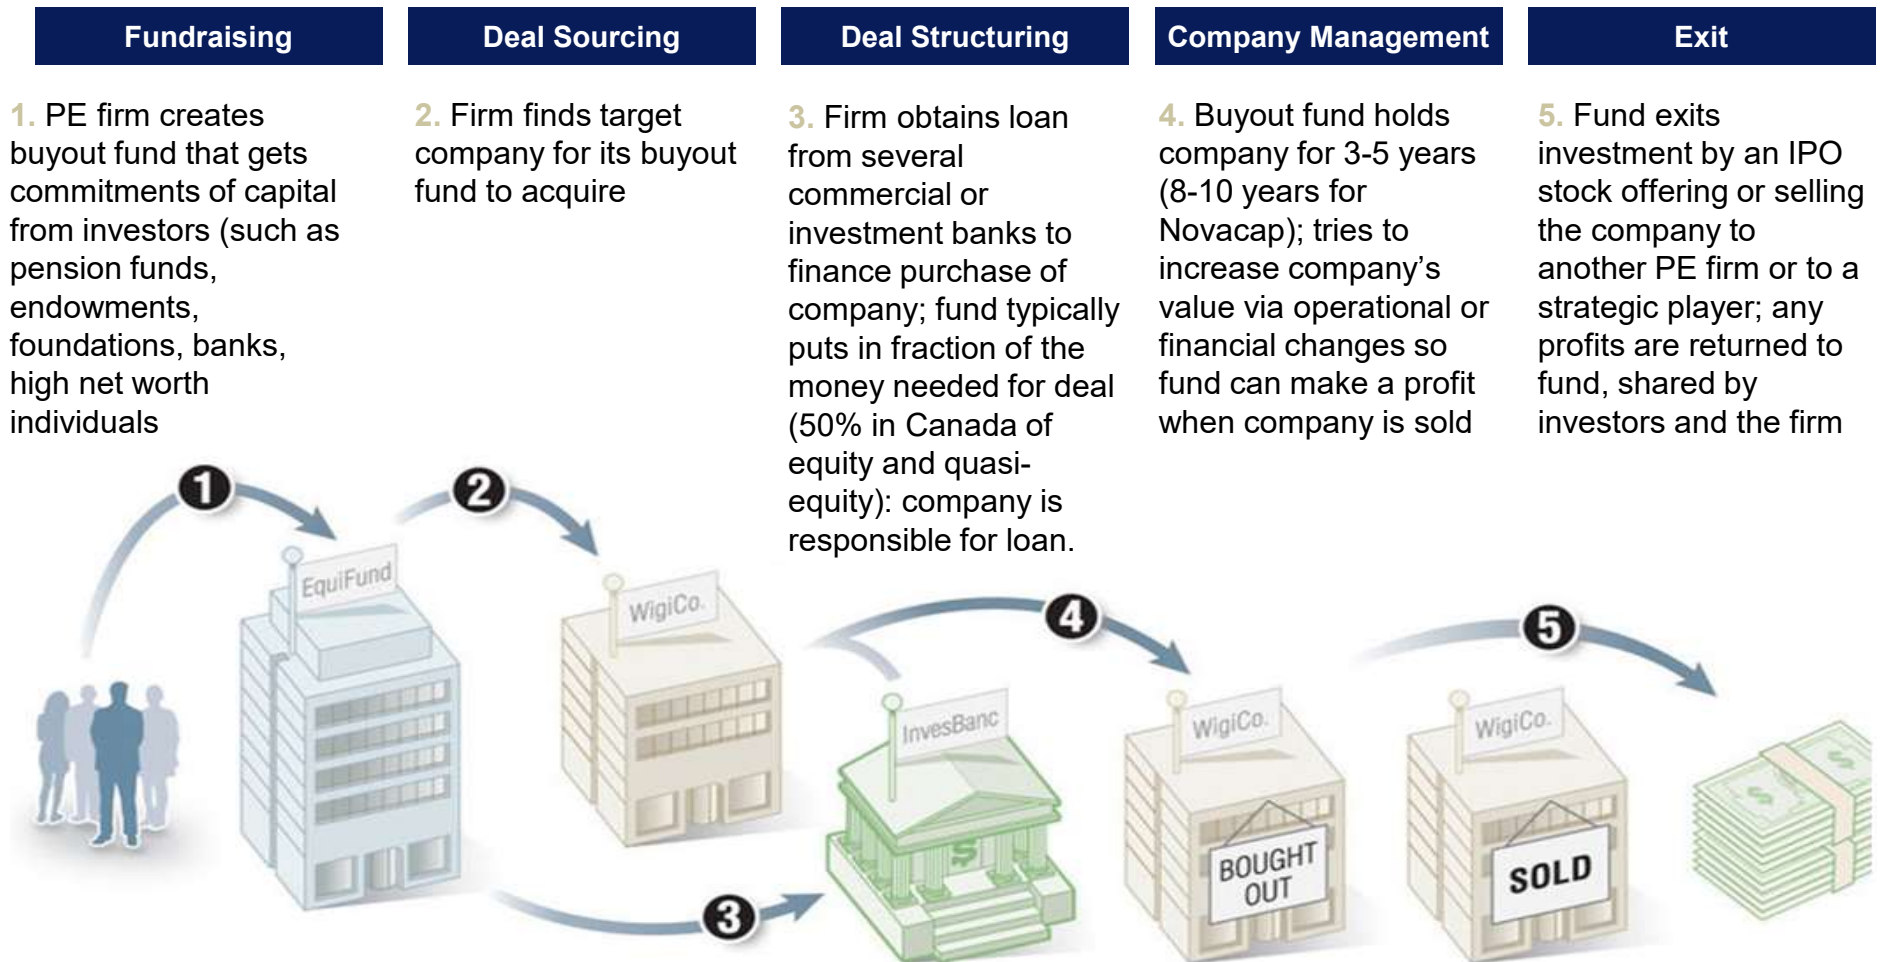 Fundraising
Deal Sourcing
Deal Structuring
Company Management
Exit
1. PE firm creates
buyout fund that gets
commitments of capital
from investors (such as
pension funds,
endowments,
foundations, banks,
high net worth
individuals
2. Firm finds target
company for its buyout
fund to acquire
3. Firm obtains loan
from several
commercial or
investment banks to
finance purchase of
company; fund typically
puts in fraction of the
money needed for deal
(50% in Canada of
equity and quasi-
equity): company is
responsible for loan.
4. Buyout fund holds
company for 3-5 years
(8-10 years for
Novacap); tries to
increase company’s
value via operational or
financial changes so
fund can make a profit
when company is sold
5. Fund exits
investment by an IPO
stock offering or selling
the company to
another PE firm or to a
strategic player; any
profits are returned to
fund, shared by
investors and the firm
1
2
3
4
5
EquiFund
WigiCo.
InvesBanc
$
WigiCo.
BOUGHT
OUT
WigiCo.
SOLD
$
$